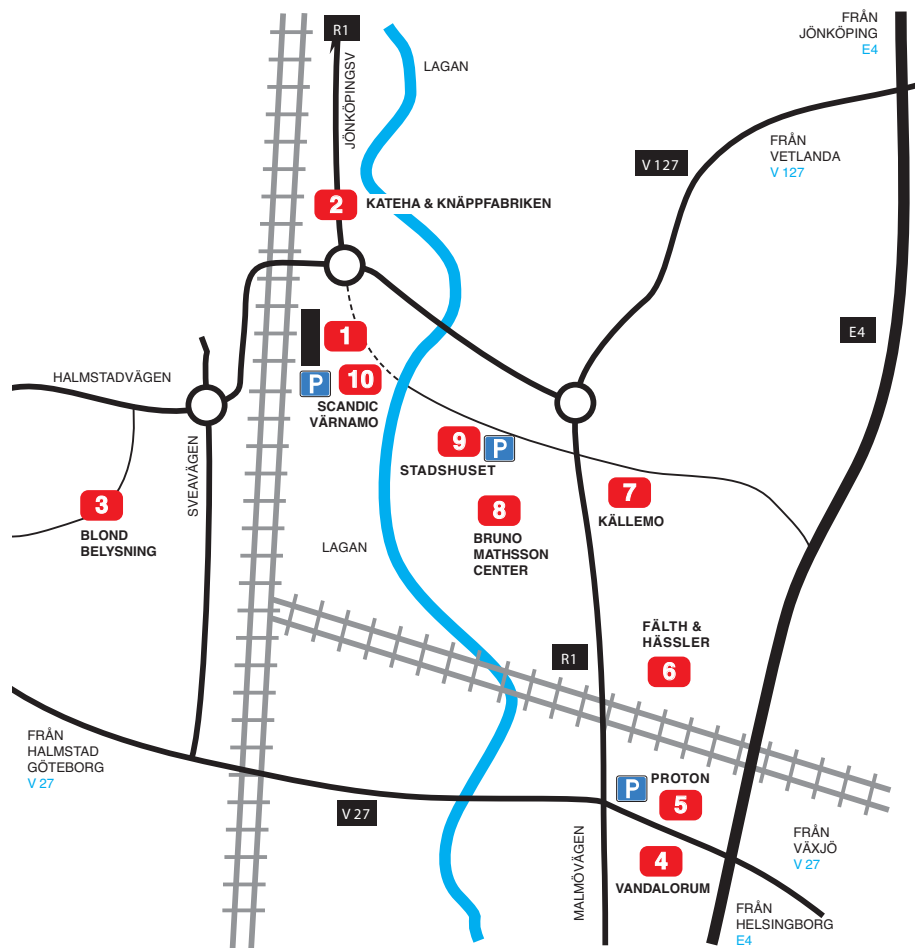 FRÅN
JÖNKÖPING
E4
R1
LAGAN
JÖNKÖPINGSV
V 127
FRÅN
VETLANDA
V 127
2 KATEHA & KNÄPPFABRIKEN
E4
1
HALMSTADVÄGEN
P 10
SCANDIC
VÄRNAMO
SVEAVÄGEN
9 P
STADSHUSET
3
BLOND
BELYSNING
7
KÄLLEMO
8
BRUNO
MATHSSON
CENTER
LAGAN
FÄLTH &
HÄSSLER
6
R1
FRÅN
HALMSTAD
GÖTEBORG
V 27
P PROTON
5
V 27
MALMÖVÄGEN
4
VANDALORUM
FRÅN
VÄXJÖ
V 27
FRÅN
HELSINGBORG
E4